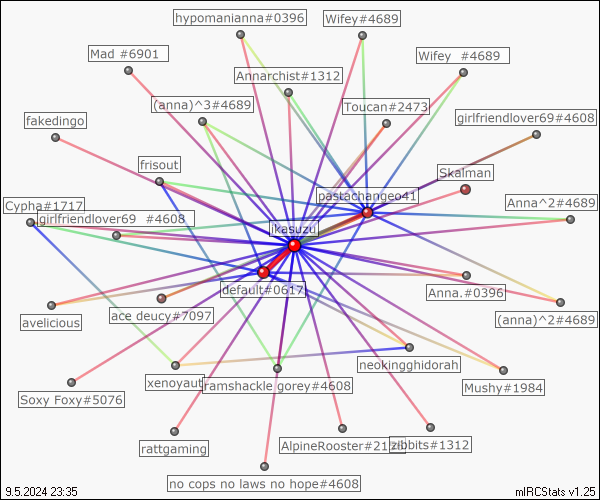 hypomanianna#0396
Wifey#4689
Mad #6901
Wifey #4689
Annarchist#1312
(anna)^3#4689
Toucan#2473
fakedingo
girlfriendlover69#4608
frisout
Skalman
pastachangeo41
Cypha#1717
Anna^2#4689
girlfriendlover69 #4608
ikasuzu
default#0617
Anna.#0396
avelicious
ace deucy#7097
(anna)^2#4689
neokingghidorah
xenoyaut
ramshackle gorey#4608
Mushy#1984
Soxy Foxy#5076
rattgaming
zibbits#1312
no cops no laws no hope#4608
9.5.2024 23:35
mIRCStats v1.25